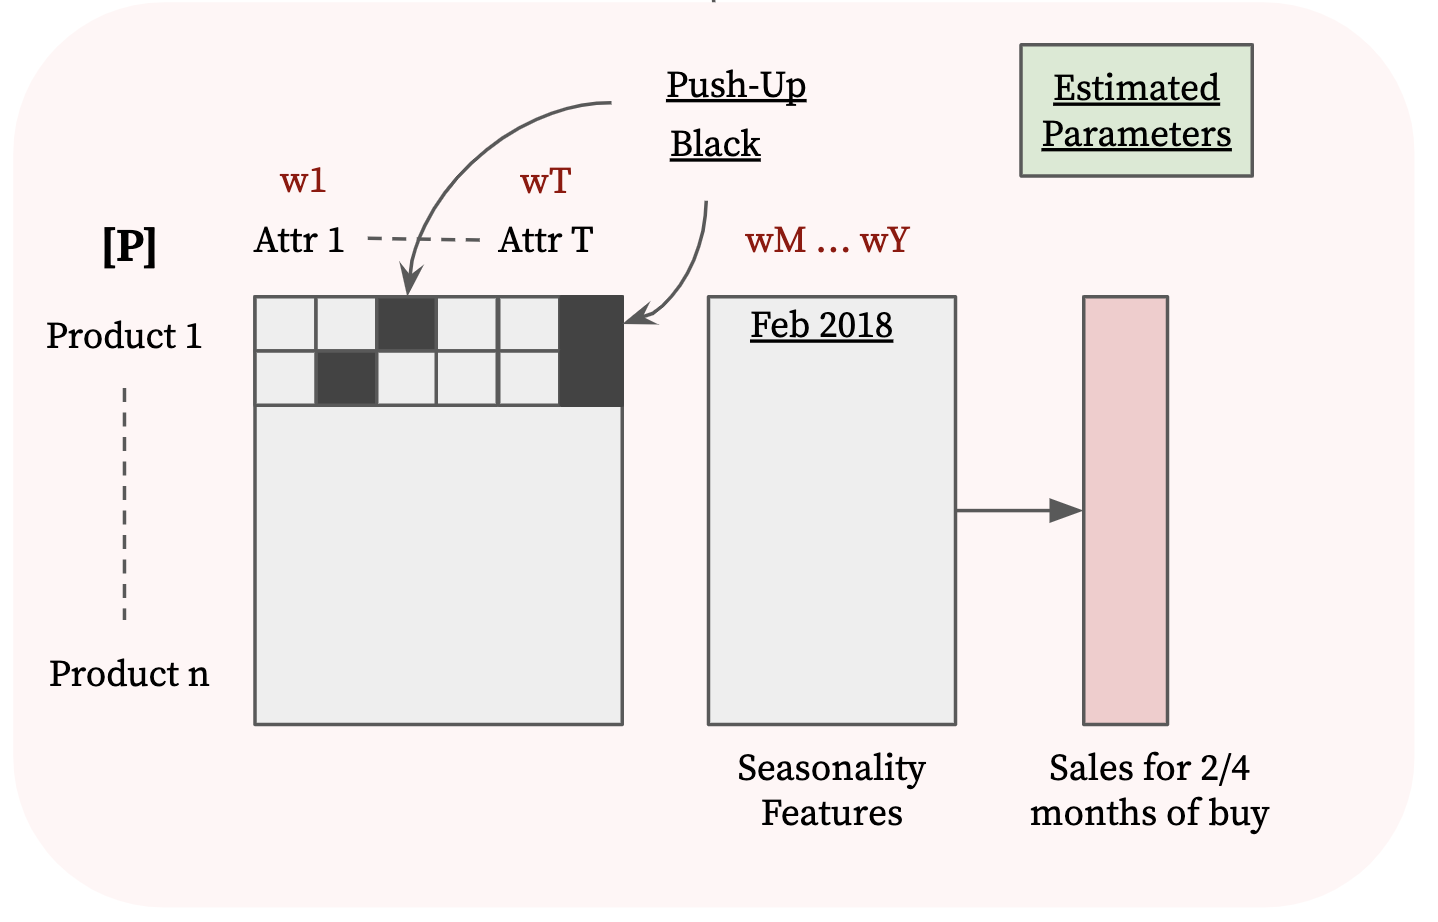 Push-Up
Black
Estimated
Parameters
w1
wT
[P]
Attr 1
Attr T
wM ... wY
Product 1
Feb 2018
Product n
Seasonality
Features
Sales for 2/4
months of buy